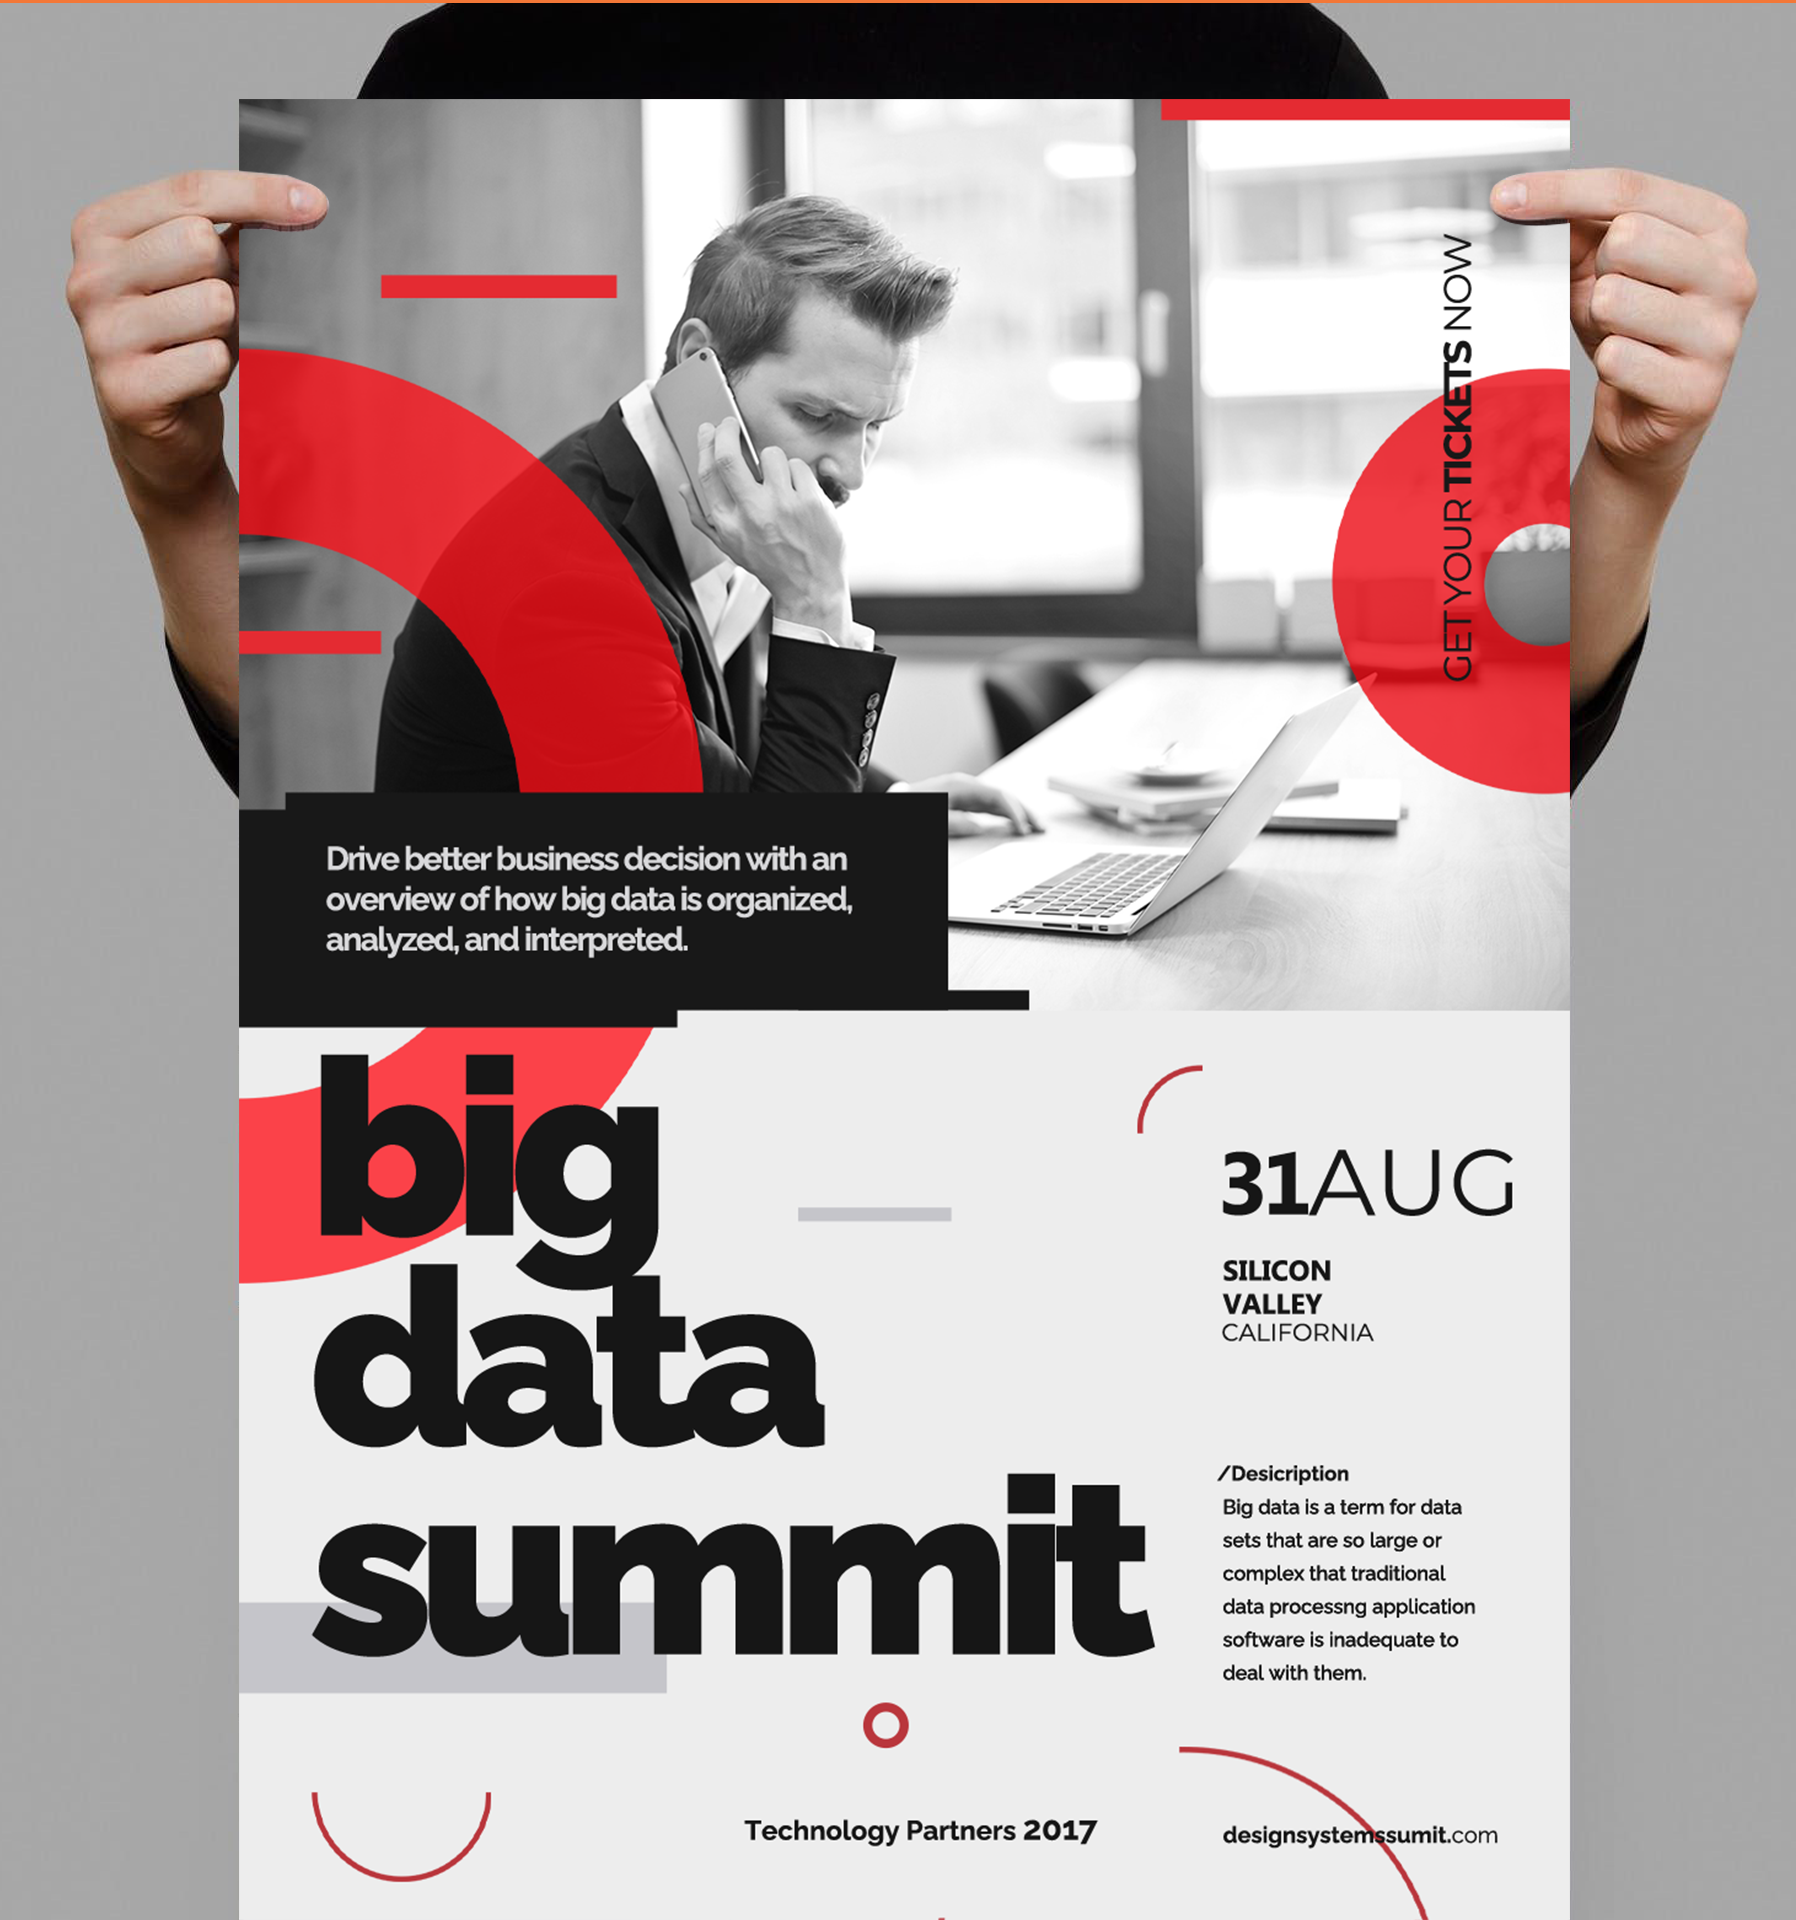 GET YOUR TICKETS NOW
Drive better business decision with an
overview of how big data is organized,
analyzed, and interpreted.
big
data
summit
31AUG
SILICON
VALLEY
CALIFORNIA
/Desicription
Big data is a term for data
sets that are so large or
complex that traditional
data processng application
software is inadequate to
deal with them.
Technology Partners 2017
designsystemssumit.com